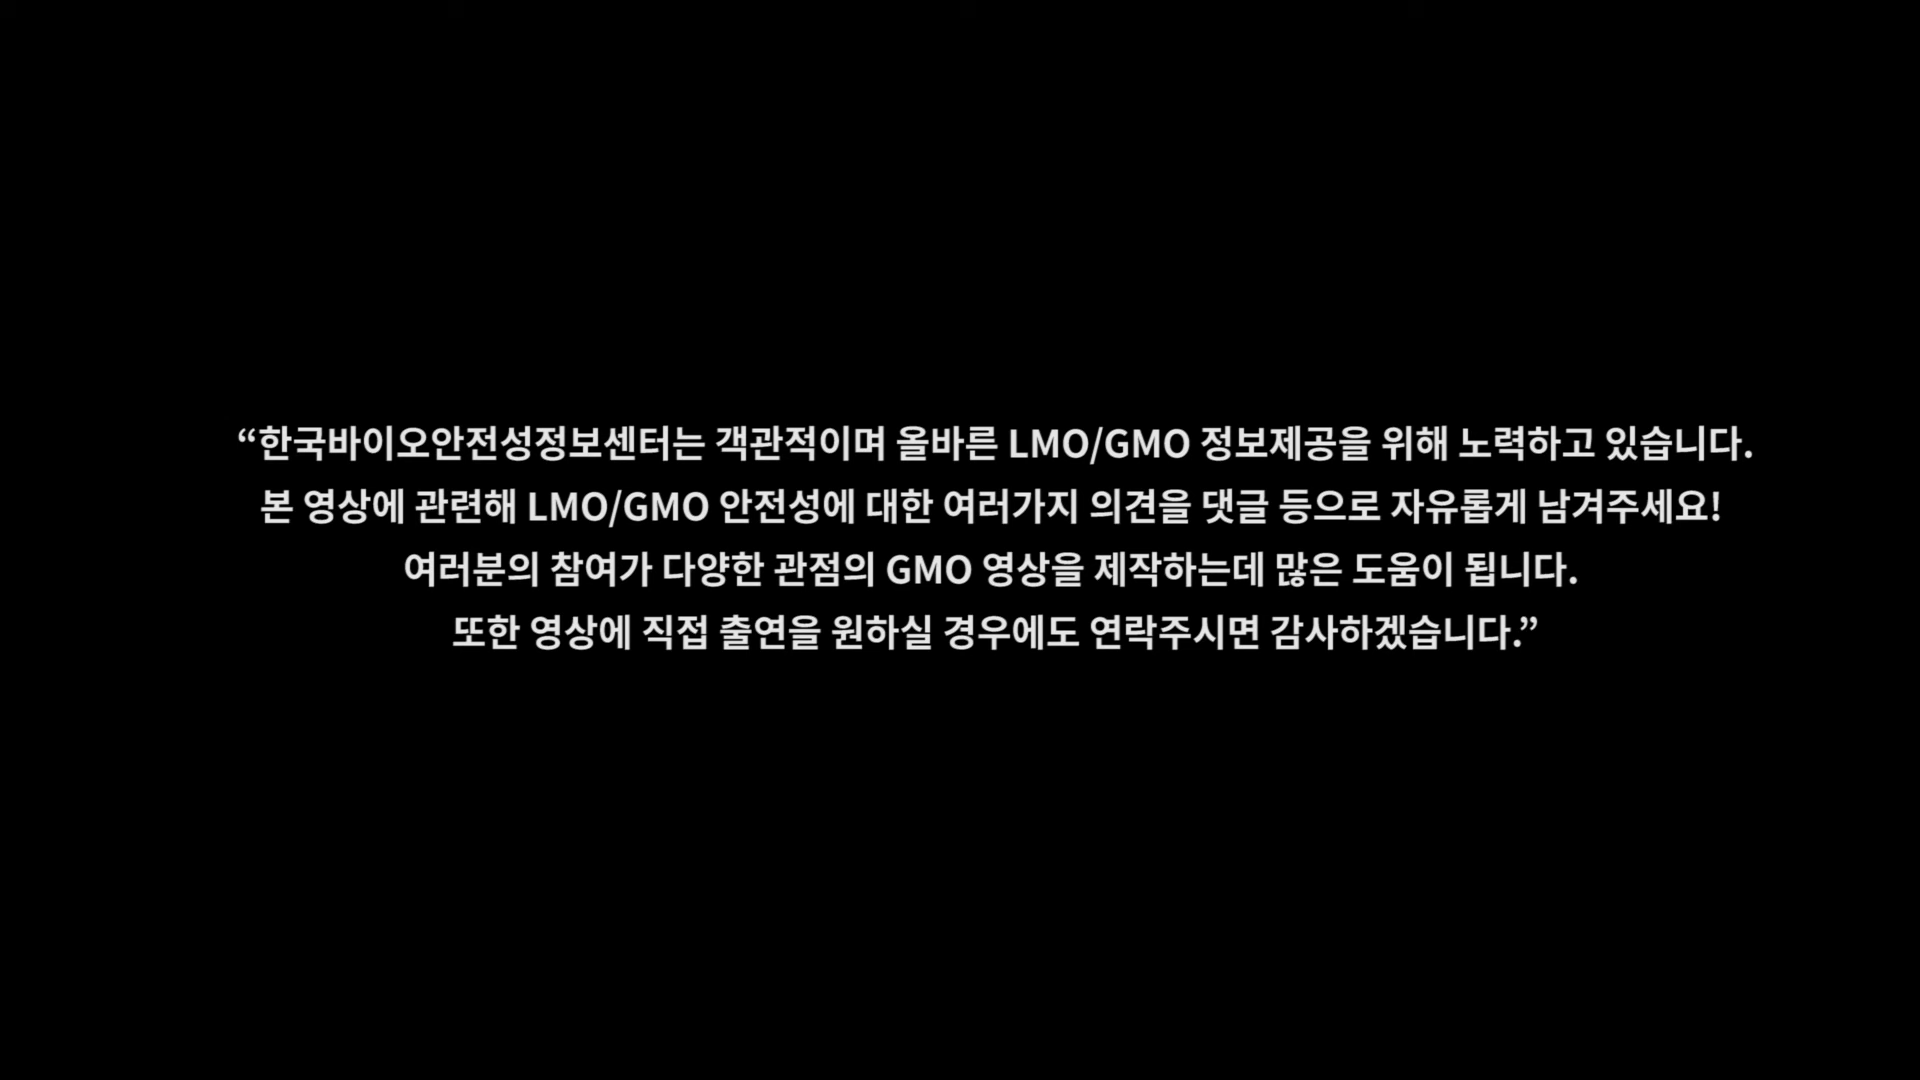 “한국바이오안전성정보센터는 객관적이며 올바른 LMO/GMO 정보제공을 위해 노력하고 있습니다.
본 영상에 관련해 LMO/GMO 안전성에 대한 여러가지 의견을 댓글 등으로 자유롭게 남겨주세요!
여러분의 참여가 다양한 관점의 GMO 영상을 제작하는데 많은 도움이 됩니다.
또한 영상에 직접 출연을 원하실 경우에도 연락주시면 감사하겠습니다.”